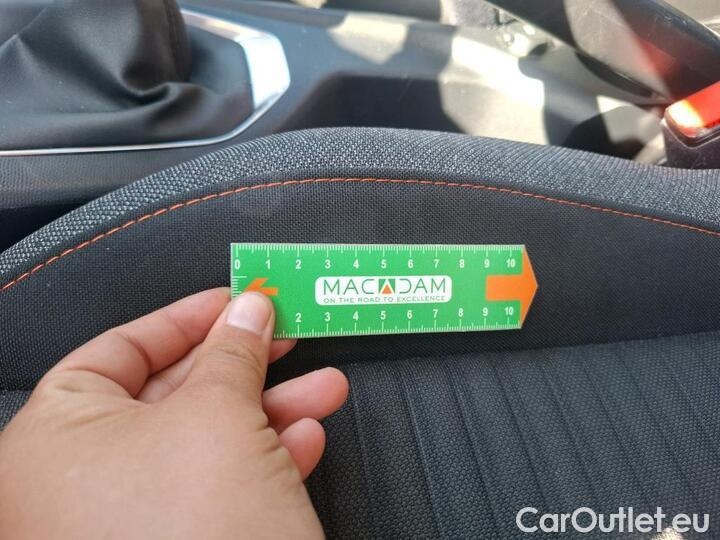 0 1 2 3 4 5 6 7 8 9 10
MACADAM
ON THE ROAD TO EXCELLENCE
2 3 4 5 6 7 8 9 10
CarOutlet.eu